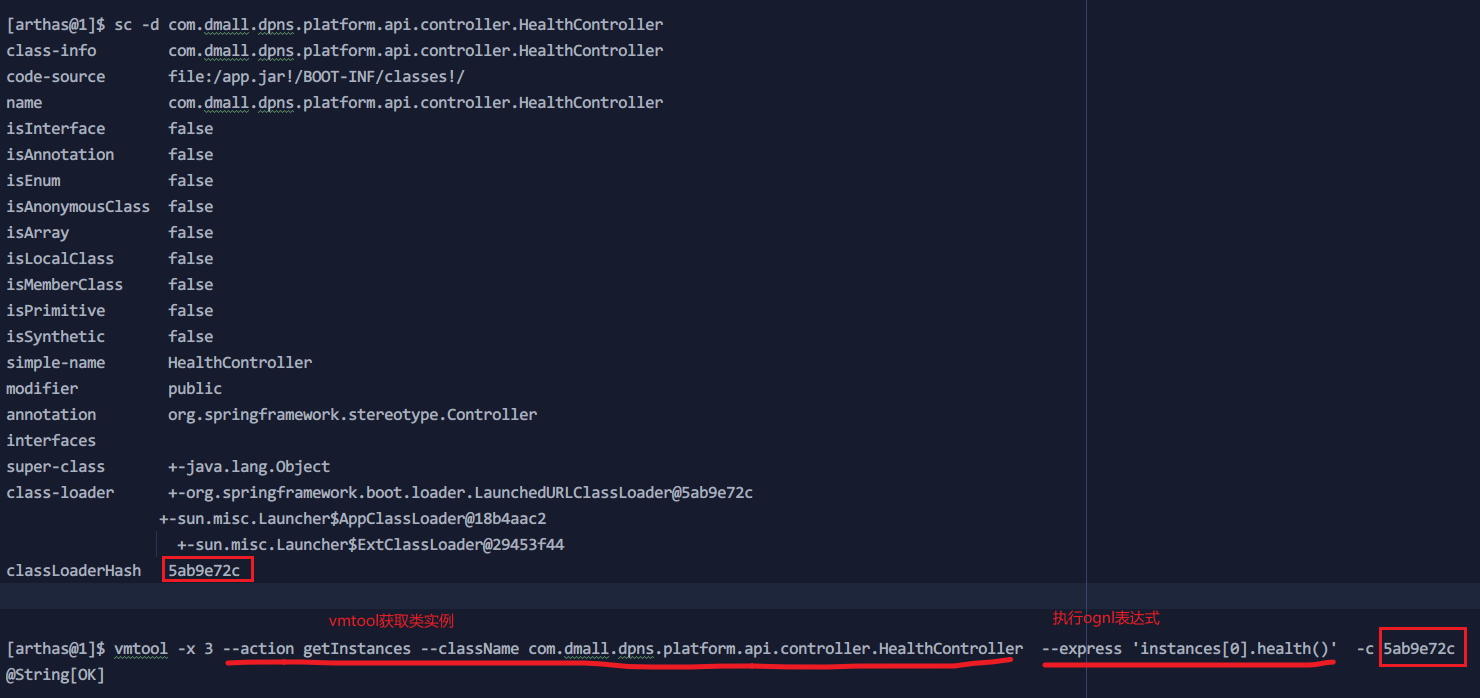 [arthas@1]$ sc -d com.dmall.dpns.platform.api.controller.HealthController
class-info com.dmall.dpns.platform.api.controller.HealthController
code-source file:/app.jar!/BOOT-INF/classes!/
name com.dmall.dpns.platform.api.controller.HealthController
isInterface false
isAnnotation false
isEnum false
isAnonymousClass false
isArray false
isLocalClass false
isMemberClass false
isPrimitive false
isSynthetic false
simple-name HealthController
modifier public
annotation org.springframework.stereotype.Controller
interfaces
super-class +-java.lang.Object
class-loader +-org.springframework.boot.loader.LaunchedURLClassLoader@5ab9e72c
+-sun.misc.Launcher$AppClassLoader@18b4aac2
+-sun.misc.Launcher$ExtClassLoader@29453f44
classLoaderHash 5ab9e72c
vmtool获取类实例 执行ognl表达式
[arthas@1]$ vmtool -x 3 --action getInstances --className com.dmall.dpns.platform.api.controller.HealthController --express 'instances[0].health()' -c 5ab9e72c
@String[OK]